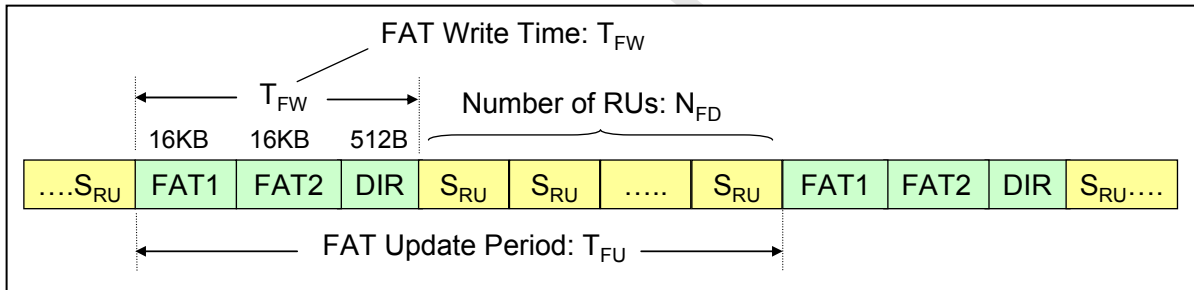 FAT Write Time: TFW
TFW
Number of RUs: NFD
16KB 16KB 512B
....SRU FAT1 FAT2 DIR SRU SRU ..... SRU FAT1 FAT2 DIR SRU....
FAT Update Period: TFU